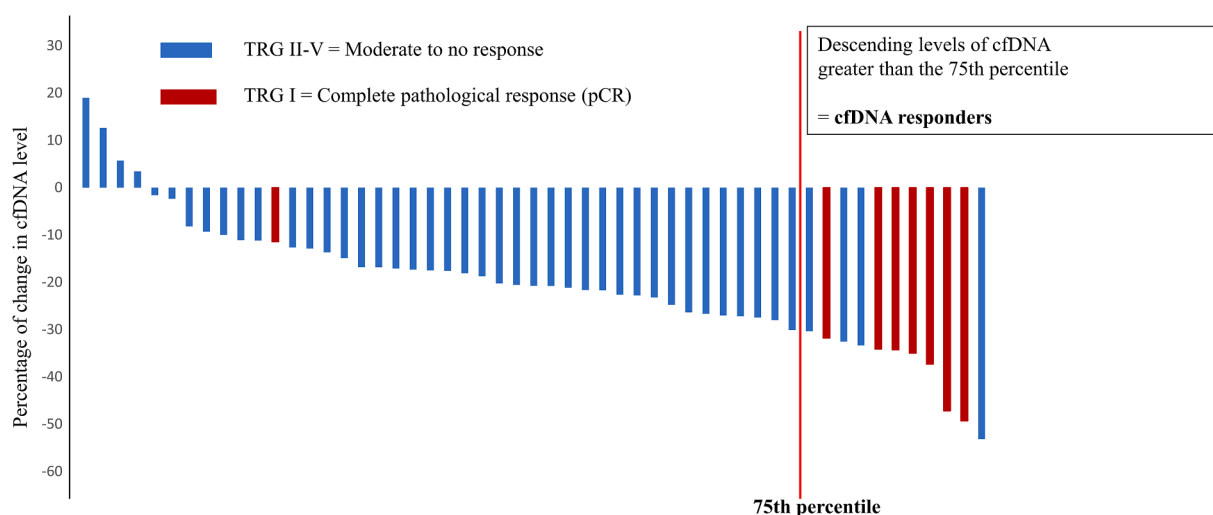 TRG II-V = Moderate to no response
TRG I = Complete pathological response (pCR)
Descending levels of cfDNA
greater than the 75th percentile
= cfDNA responders
Percentage of change in cfDNA level
30
20
10
0
-10
-20
-30
-40
-50
-60
75th percentile